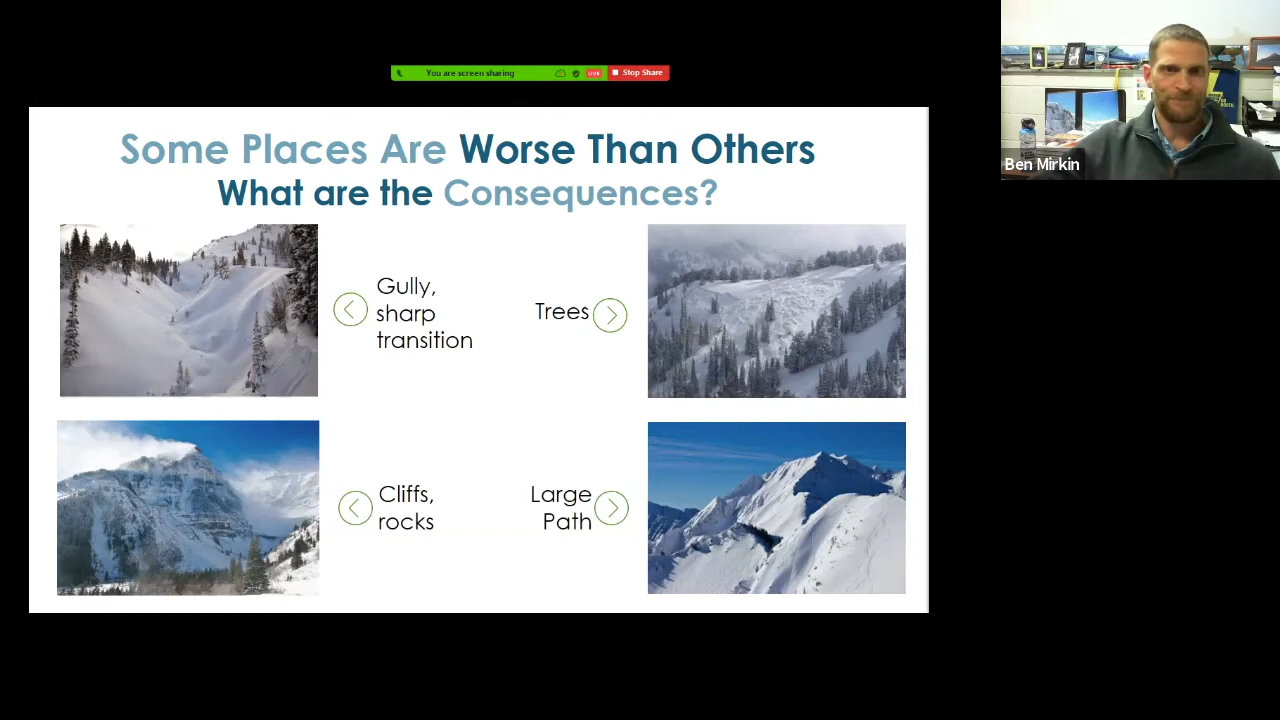 You are screen sharing
LIVE
Stop Share
Ben Mirkin
Some Places Are Worse Than Others
What are the Consequences?
Gully,
sharp
transition
Trees
Cliffs,
rocks
Large
Path